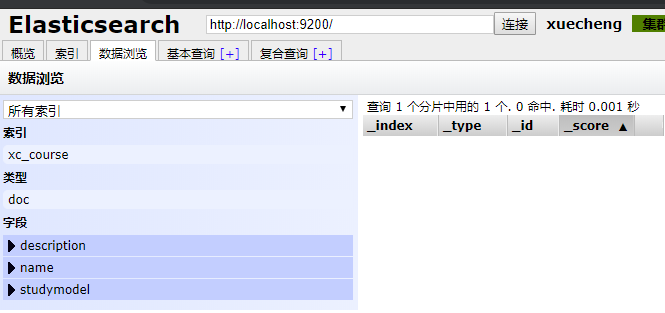 Elasticsearch http://localhost:9200/ 连接 xuecheng 集群
概览 索引 数据浏览 基本查询 [+] 复合查询 [+]
数据浏览
所有索引 ▼
索引
xc_course
类型
doc
字段
description
name
studymodel
查询 1 个分片中用的 1 个. 0 命中. 耗时 0.001 秒
_index _type _id _score ▲